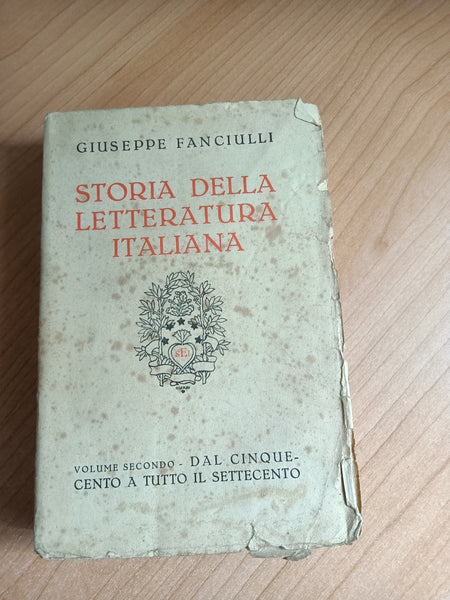 GIUSEPPE FANCIULLI
STORIA DELLA
LETTERATURA
ITALIANA
SEI
VOLUME SECONDO - DAL CINQUE-
CENTO A TUTTO IL SETTECENTO